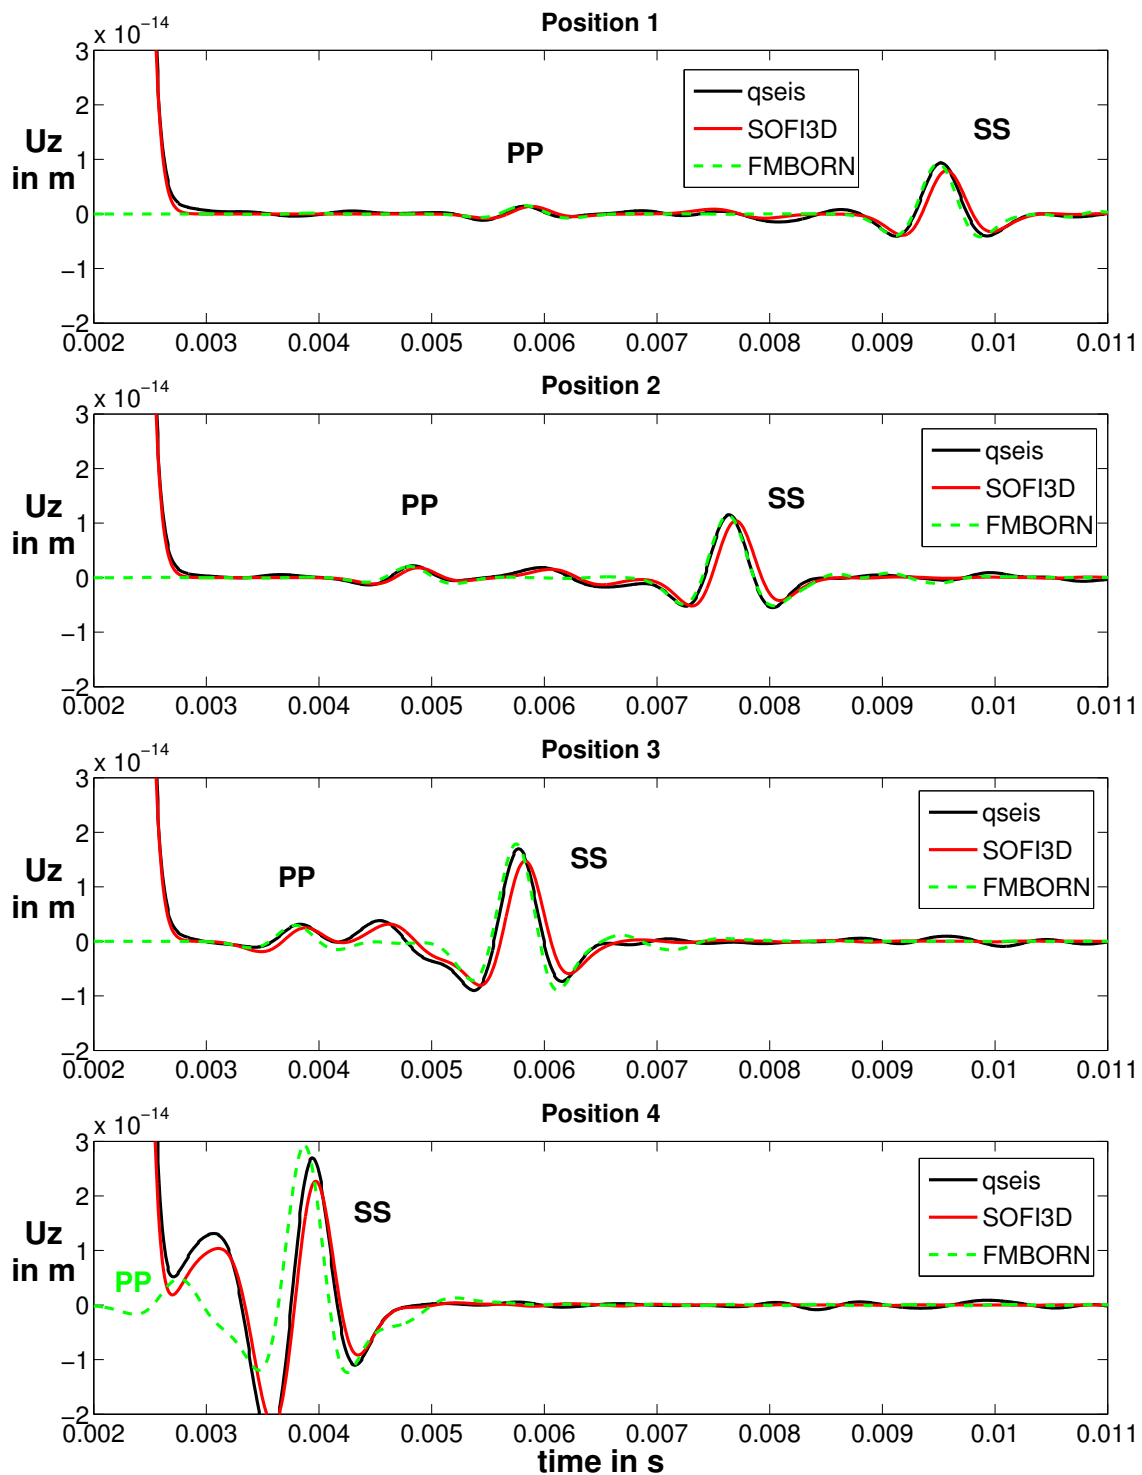 Position 1
x 10−14
3
2
1
0
−1
−2
Uz
in m
PP
SS
qseis
SOFI3D
FMBORN
0.002 0.003 0.004 0.005 0.006 0.007 0.008 0.009 0.01 0.011
Position 2
x 10−14
3
2
1
0
−1
−2
Uz
in m
PP
SS
qseis
SOFI3D
FMBORN
0.002 0.003 0.004 0.005 0.006 0.007 0.008 0.009 0.01 0.011
Position 3
x 10−14
3
2
1
0
−1
−2
Uz
in m
PP
SS
qseis
SOFI3D
FMBORN
0.002 0.003 0.004 0.005 0.006 0.007 0.008 0.009 0.01 0.011
Position 4
x 10−14
3
2
1
0
−1
−2
Uz
in m
PP
SS
qseis
SOFI3D
FMBORN
0.002 0.003 0.004 0.005 0.006 0.007 0.008 0.009 0.01 0.011
time in s